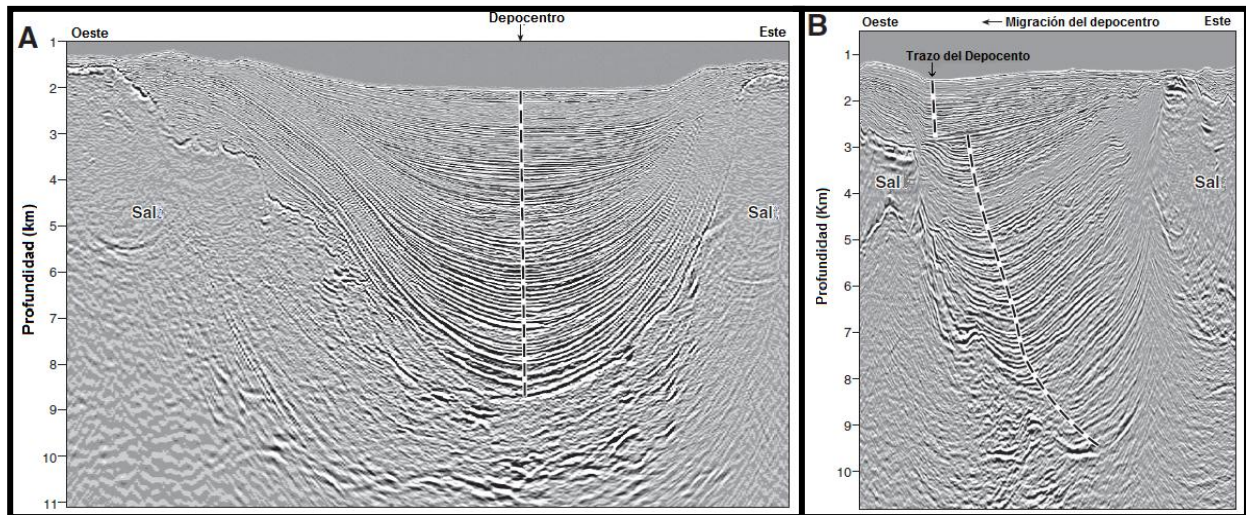 A
Oeste
Depocentro
Este
Profundidad (km)
1
2
3
4
5
6
7
8
9
10
11
Sal.
Sal.
B
Oeste
← Migración del depocentro
Este
Trazo del Depocento
Profundidad (Km)
1
2
3
4
5
6
7
8
9
10
Sal.
Sal.